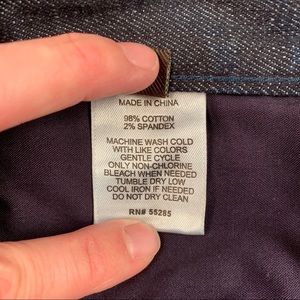 MADE IN CHINA
98% COTTON
2% SPANDEX
MACHINE WASH COLD
WITH LIKE COLORS
GENTLE CYCLE
ONLY NON-CHLORINE
BLEACH WHEN NEEDED
TUMBLE DRY LOW
COOL IRON IF NEEDED
DO NOT DRY CLEAN
RN# 55285